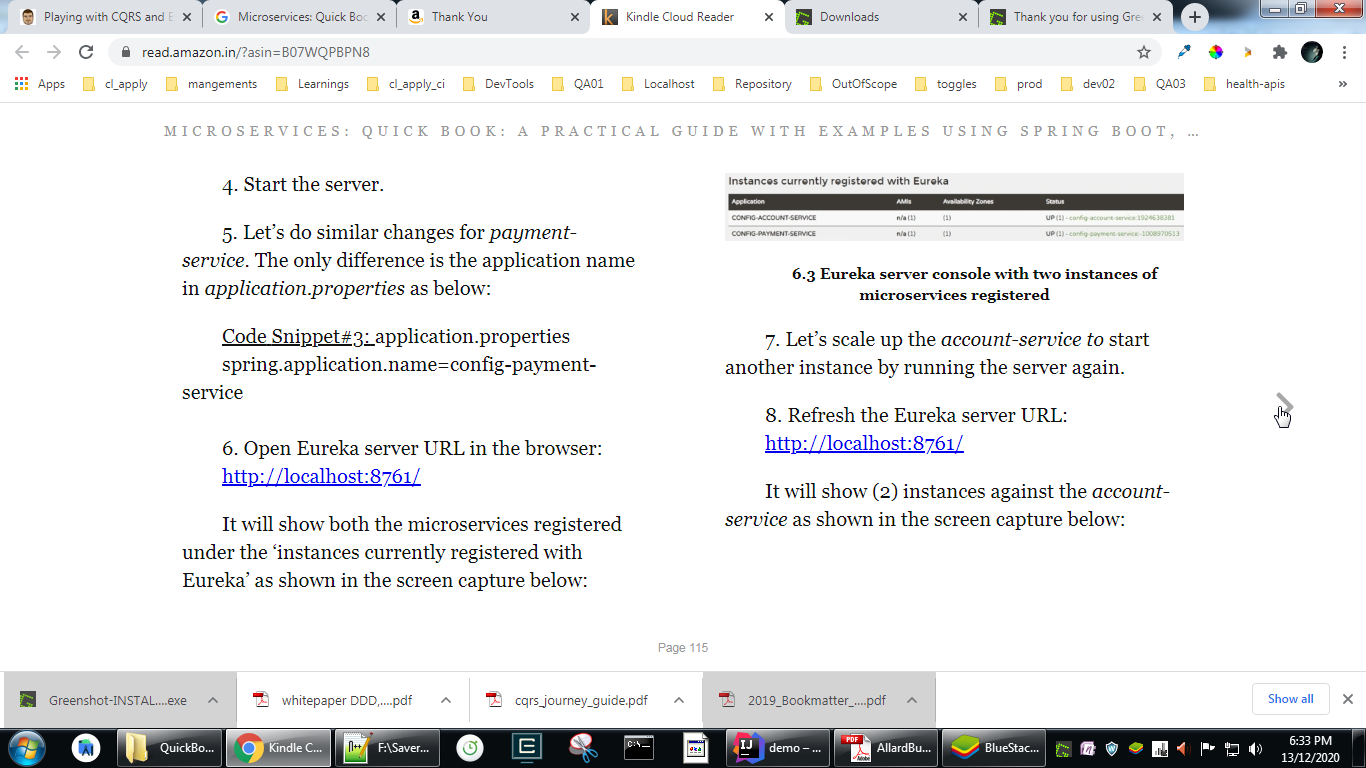 Playing with CQRS and E
Microservices: Quick Boo
Thank You
Kindle Cloud Reader
Downloads
Thank you for using Gre
read.amazon.in/?asin=B07WQPBPN8
Apps
cl_apply
mangements
Learnings
cl_apply_ci
DevTools
QA01
Localhost
Repository
OutOfScope
toggles
prod
dev02
QA03
health-apis
»
MICROSERVICES: QUICK BOOK: A PRACTICAL GUIDE WITH EXAMPLES USING SPRING BOOT, …
4. Start the server.
5. Let’s do similar changes for payment-
service. The only difference is the application name
in application.properties as below:
Code Snippet#3: application.properties
spring.application.name=config-payment-
service
6. Open Eureka server URL in the browser:
http://localhost:8761/
It will show both the microservices registered
under the ‘instances currently registered with
Eureka’ as shown in the screen capture below:
Instances currently registered with Eureka
Application AMIs Availability Zones Status
CONFIG-ACCOUNT-SERVICE n/a (1) (1) UP (1) - config-account-service:1924638381
CONFIG-PAYMENT-SERVICE n/a (1) (1) UP (1) - config-payment-service:-1008970513
6.3 Eureka server console with two instances of
microservices registered
7. Let’s scale up the account-service to start
another instance by running the server again.
8. Refresh the Eureka server URL:
http://localhost:8761/
It will show (2) instances against the account-
service as shown in the screen capture below:
Page 115
Greenshot-INSTAL....exe
whitepaper DDD,....pdf
cqrs_journey_guide.pdf
2019_Bookmatter_....pdf
Show all
QuickBo...
Kindle C...
F:\Saver...
demo – ...
AllardBu...
BlueStac...
6:33 PM
13/12/2020